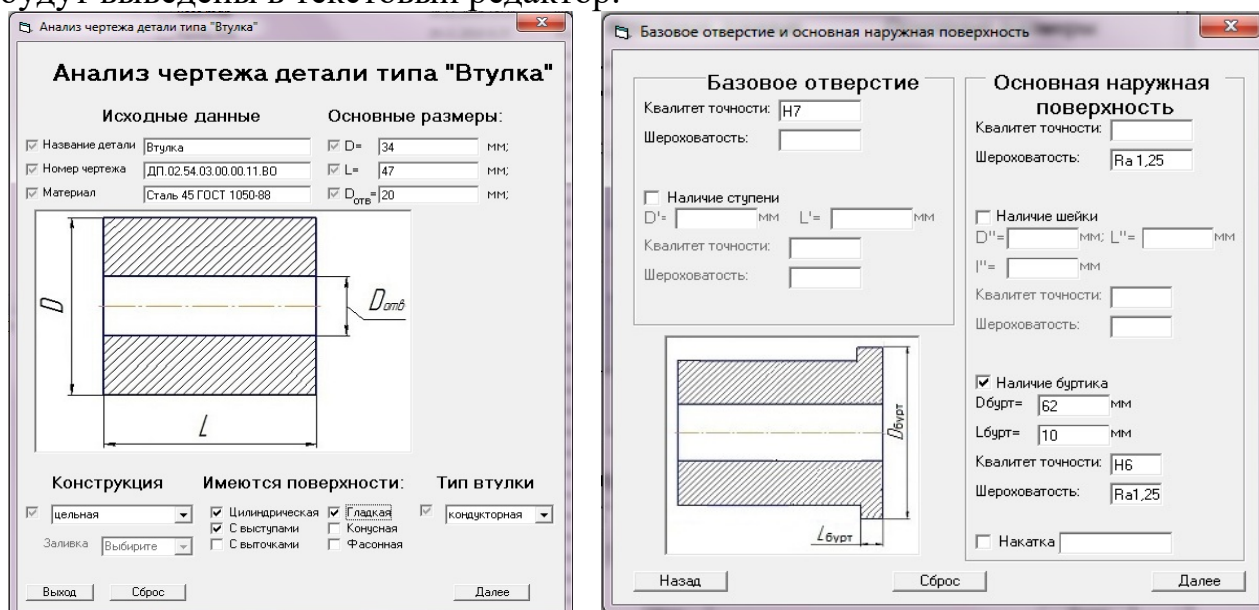 будут выведены в текстовый редактор.
Анализ чертежа детали типа "Втулка"
Анализ чертежа детали типа "Втулка"
Исходные данные
Основные размеры:
Название детали Втулка
D= 34 мм;
Номер чертежа ДП.02.54.03.00.00.11.ВО
L= 47 мм;
Материал Сталь 45 ГОСТ 1050-88
Dотв= 20 мм;
D
Dотв
L
Конструкция
Имеются поверхности:
Тип втулки
цельная
Цилиндрическая
Гладкая
кондукторная
С выступами
Конусная
Заливка Выбирите
С выточками
Фасонная
Выход
Сброс
Далее
Базовое отверстие и основная наружная поверхность
Базовое отверстие
Квалитет точности: H7
Шероховатость:
Наличие ступени
D'= мм L'= мм
Квалитет точности:
Шероховатость:
Основная наружная
поверхность
Квалитет точности:
Шероховатость: Ra 1,25
Наличие шейки
D''= мм; L''= мм
l''= мм
Квалитет точности:
Шероховатость:
Наличие буртика
Dбурт= 62 мм
Lбурт= 10 мм
Квалитет точности: H6
Шероховатость: Ra1,25
Накатка
Dбурт
Lбурт
Назад
Сброс
Далее